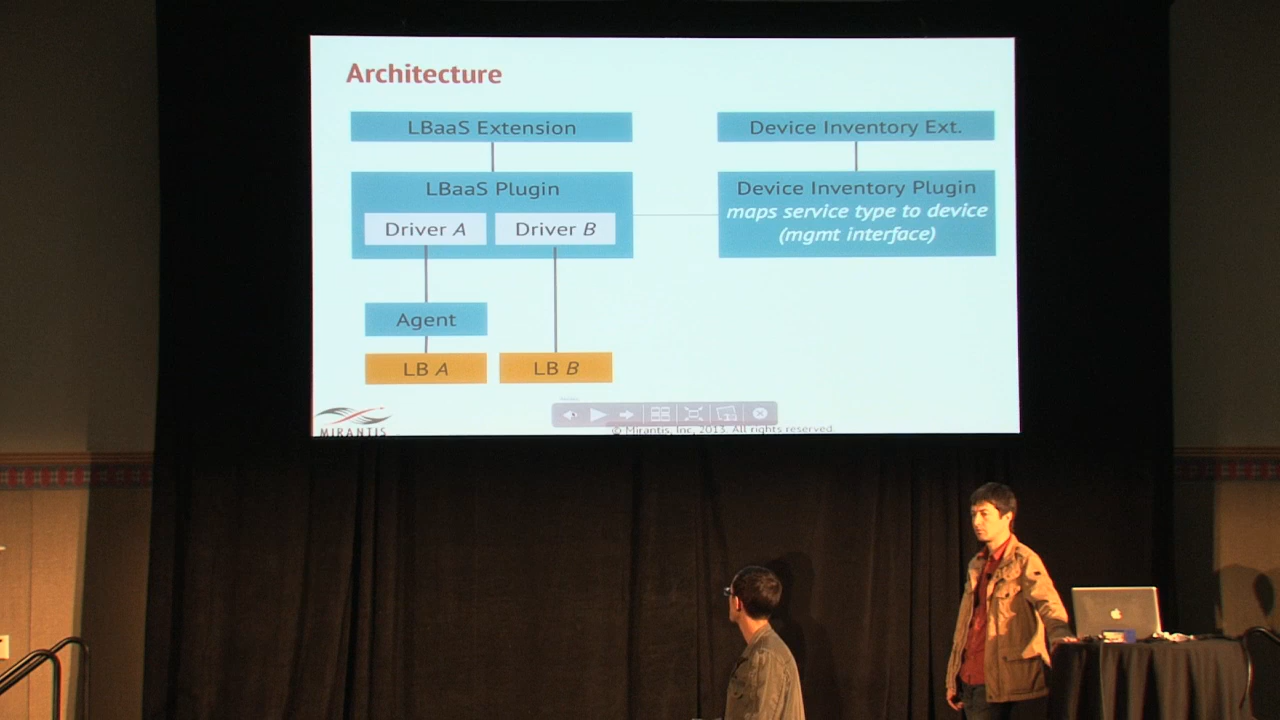 Architecture
LBaaS Extension
LBaaS Plugin
Driver A
Driver B
Agent
LB A
LB B
Device Inventory Ext.
Device Inventory Plugin
maps service type to device
(mgmt interface)
MIRANTIS
© Mirantis, Inc, 2013. All rights reserved.